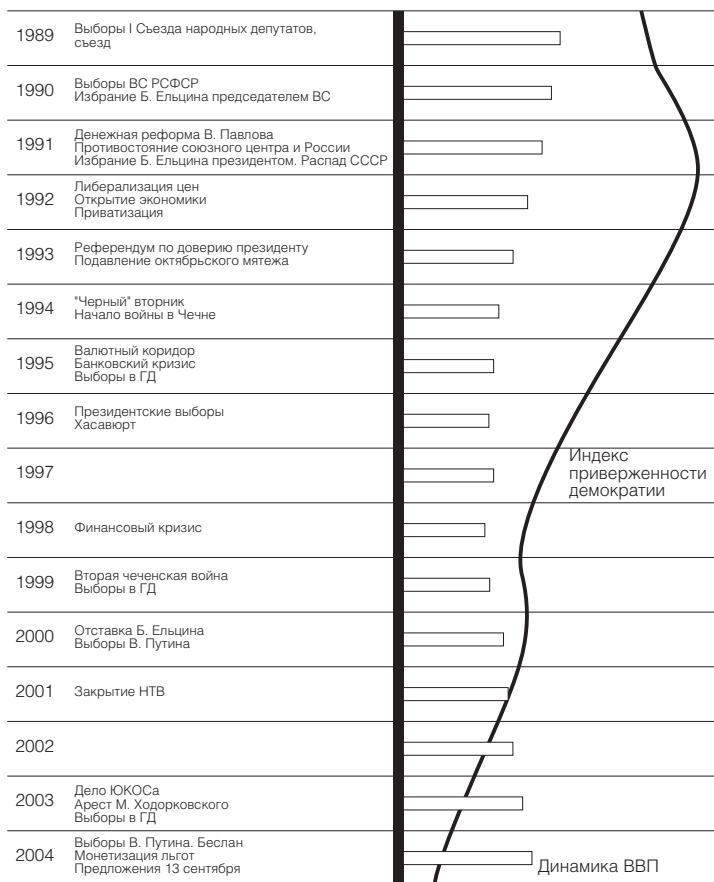 1989
Выборы I Съезда народных депутатов,
съезд
1990
Выборы ВС РСФСР
Избрание Б. Ельцина председателем ВС
1991
Денежная реформа В. Павлова
Противостояние союзного центра и России
Избрание Б. Ельцина президентом. Распад СССР
1992
Либерализация цен
Открытие экономики
Приватизация
1993
Референдум по доверию президенту
Подавление октябрьского мятежа
1994
"Черный" вторник
Начало войны в Чечне
1995
Валютный коридор
Банковский кризис
Выборы в ГД
1996
Президентские выборы
Хасавюрт
1997
Индекс
приверженности
демократии
1998
Финансовый кризис
1999
Вторая чеченская война
Выборы в ГД
2000
Отставка Б. Ельцина
Выборы В. Путина
2001
Закрытие НТВ
2002
2003
Дело ЮКОСа
Арест М. Ходорковского
Выборы в ГД
2004
Выборы В. Путина. Беслан
Монетизация льгот
Предложения 13 сентября
Динамика ВВП